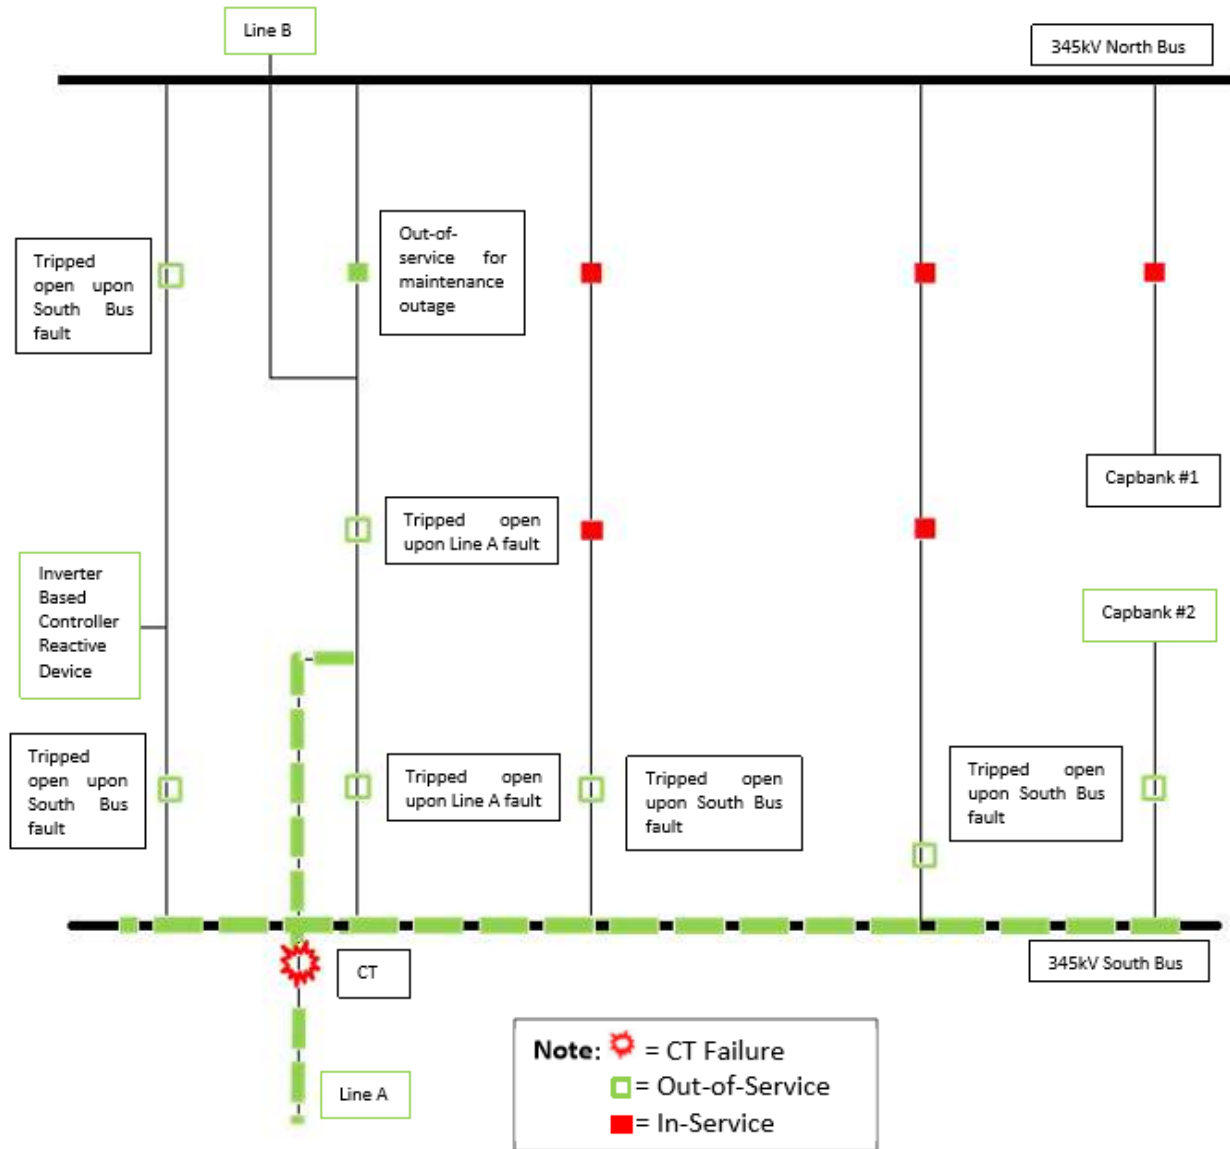 Line B
345kV North Bus
Tripped
open upon
South Bus
fault
Out-of-
service for
maintenance
outage
Capbank #1
Tripped open
upon Line A fault
Inverter
Based
Controller
Reactive
Device
Capbank #2
Tripped
open upon
South Bus
fault
Tripped open
upon Line A fault
Tripped open
upon South Bus
fault
Tripped open
upon South Bus
fault
CT
345kV South Bus
Note: = CT Failure
= Out-of-Service
= In-Service
Line A